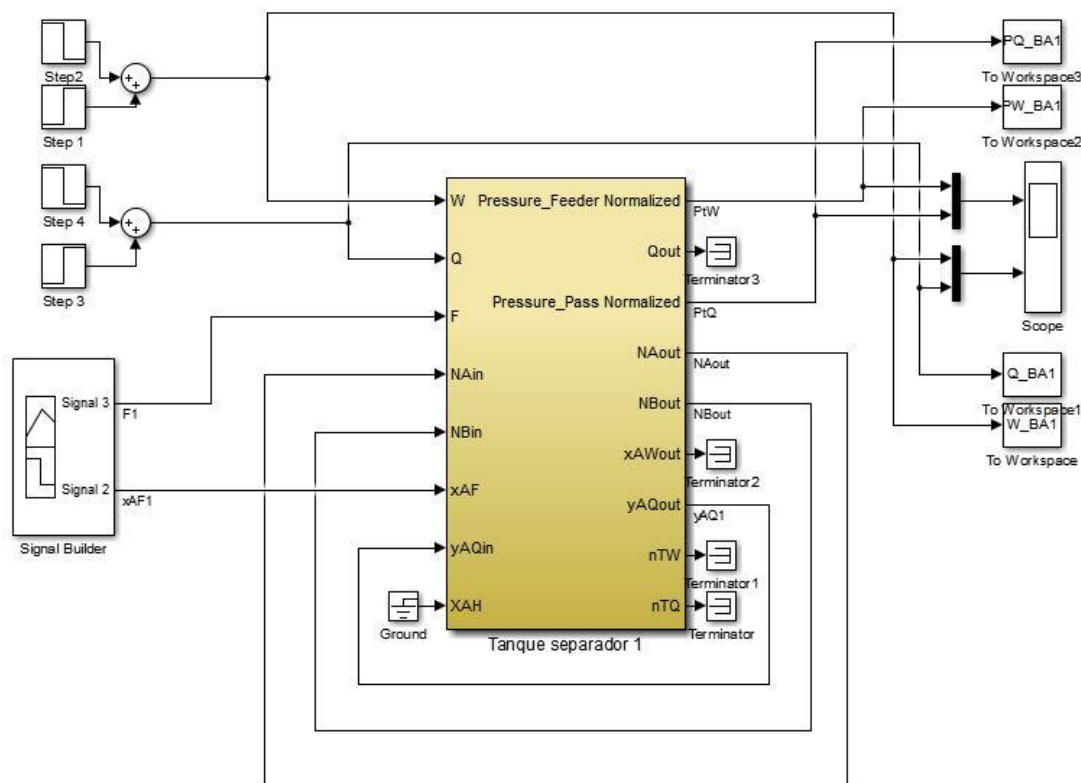 Step2
+
+
Step 1
Step 4
+
+
Step 3
Signal 3
F1
Signal 2
xAF1
Signal Builder
W
Q
F
NAin
NBin
xAF
yAQin
XAH
Ground
Pressure_Feeder Normalized
Qout
Pressure_Pass Normalized
NAout
NBout
xAWout
yAQout
nTW
nTQ
Tanque separador 1
PtW
Terminator3
PtQ
NAout
NBout
Terminator2
yAQ1
Terminator1
Terminator
PQ_BA1
To Workspace3
PW_BA1
To Workspace2
Scope
Q_BA1
To Workspace1
W_BA1
To Workspace